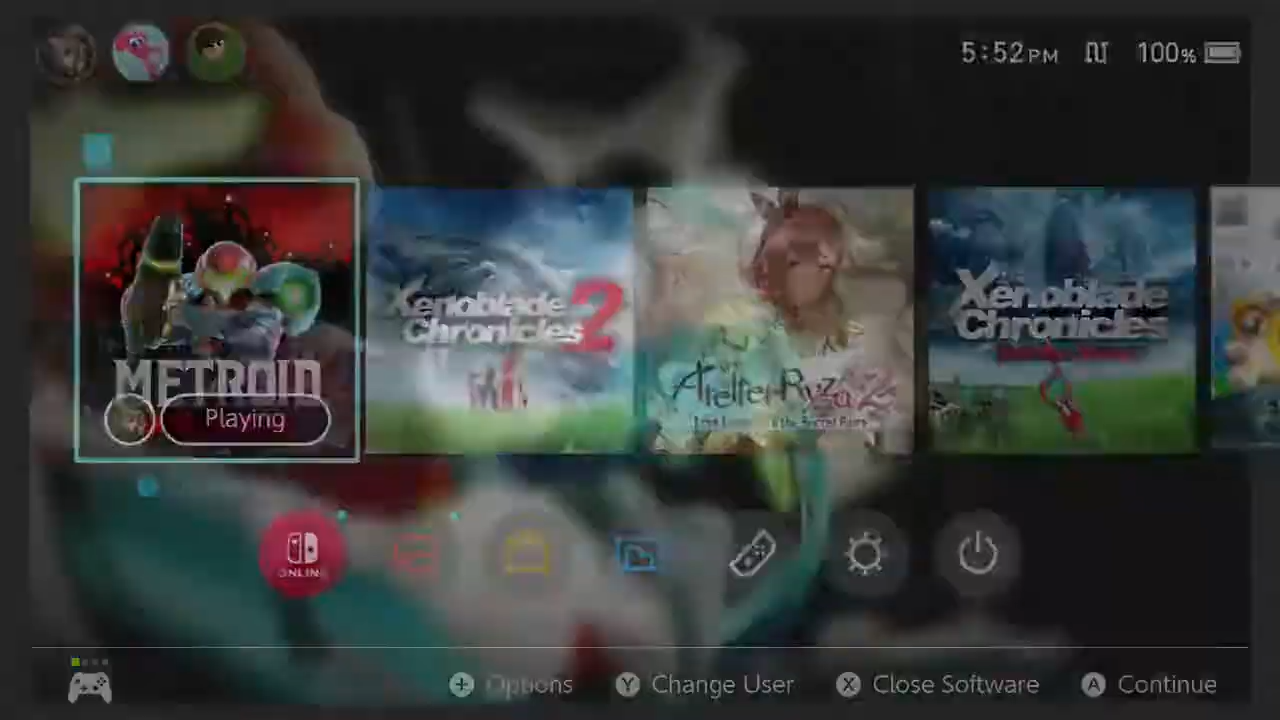 5:52 PM 100%
METROID
Playing
Xenoblade
Chronicles 2
Atelier Ryza 2
Xenoblade
Chronicles
ONLINE
Options
Change User
Close Software
Continue